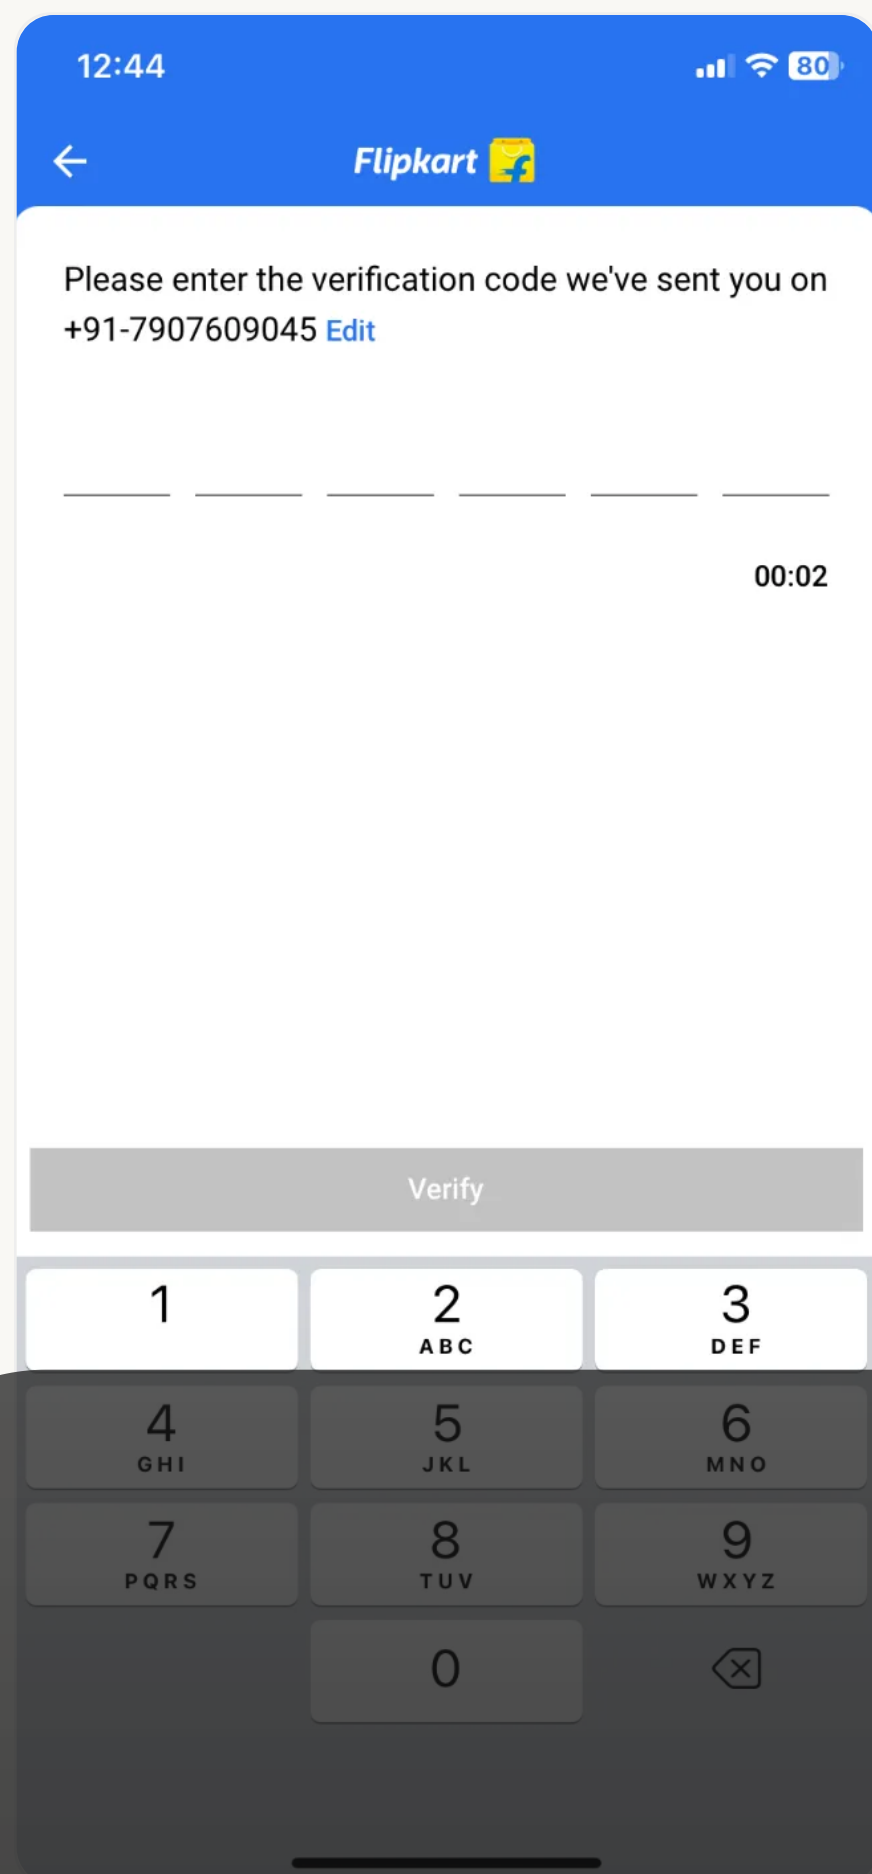 12:44
80
Flipkart
Please enter the verification code we've sent you on
+91-7907609045 Edit
00:02
Verify
1
2
ABC
3
DEF
4
GHI
5
JKL
6
MNO
7
PQRS
8
TUV
9
WXYZ
0